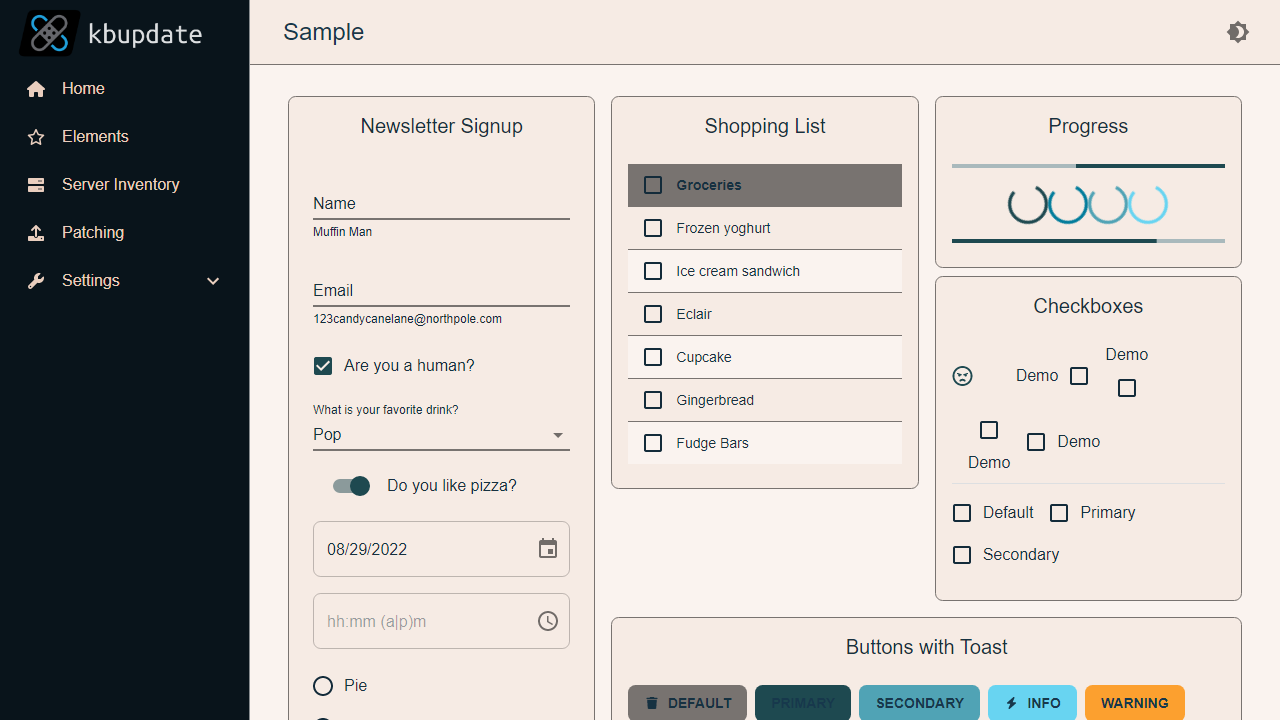 kbupdate
Home
Elements
Server Inventory
Patching
Settings
Sample
Newsletter Signup
Name
Muffin Man
Email
123candycanelane@northpole.com
Are you a human?
What is your favorite drink?
Pop
Do you like pizza?
08/29/2022
hh:mm (a|p)m
Pie
Shopping List
Groceries
Frozen yoghurt
Ice cream sandwich
Eclair
Cupcake
Gingerbread
Fudge Bars
Progress
Checkboxes
Demo
Demo
Demo
Demo
Default Primary
Secondary
Buttons with Toast
DEFAULT PRIMARY SECONDARY INFO WARNING